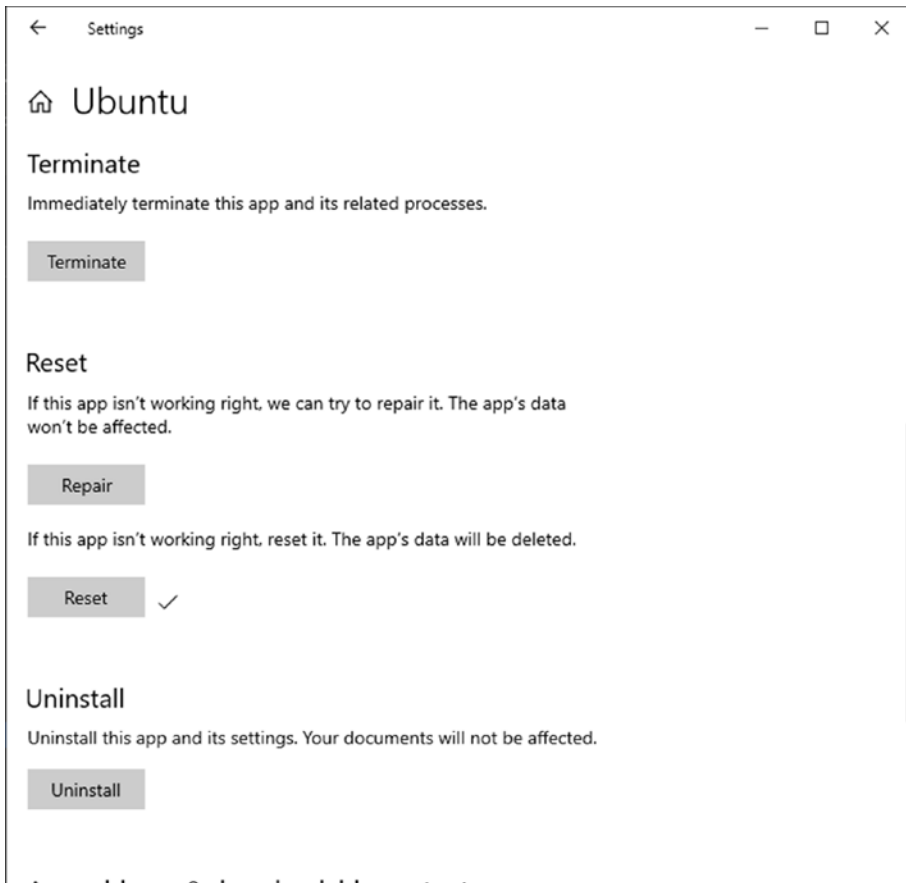 Settings
Ubuntu
Terminate
Immediately terminate this app and its related processes.
Terminate
Reset
If this app isn't working right, we can try to repair it. The app's data
won't be affected.
Repair
If this app isn't working right, reset it. The app's data will be deleted.
Reset
Uninstall
Uninstall this app and its settings. Your documents will not be affected.
Uninstall